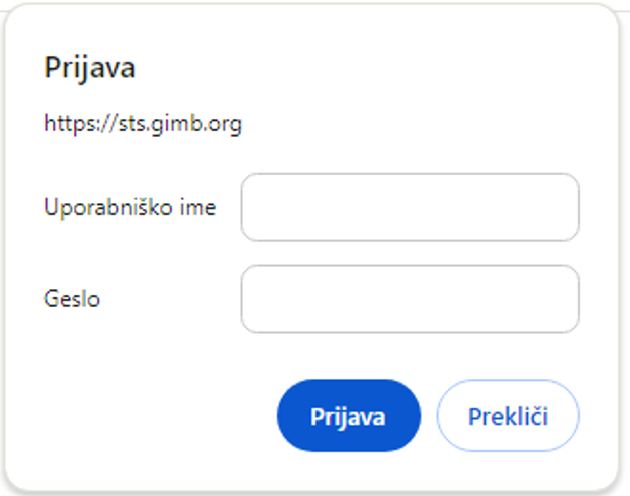 Prijava
https://sts.gimb.org
Uporabniško ime
Geslo
Prijava
Prekliči